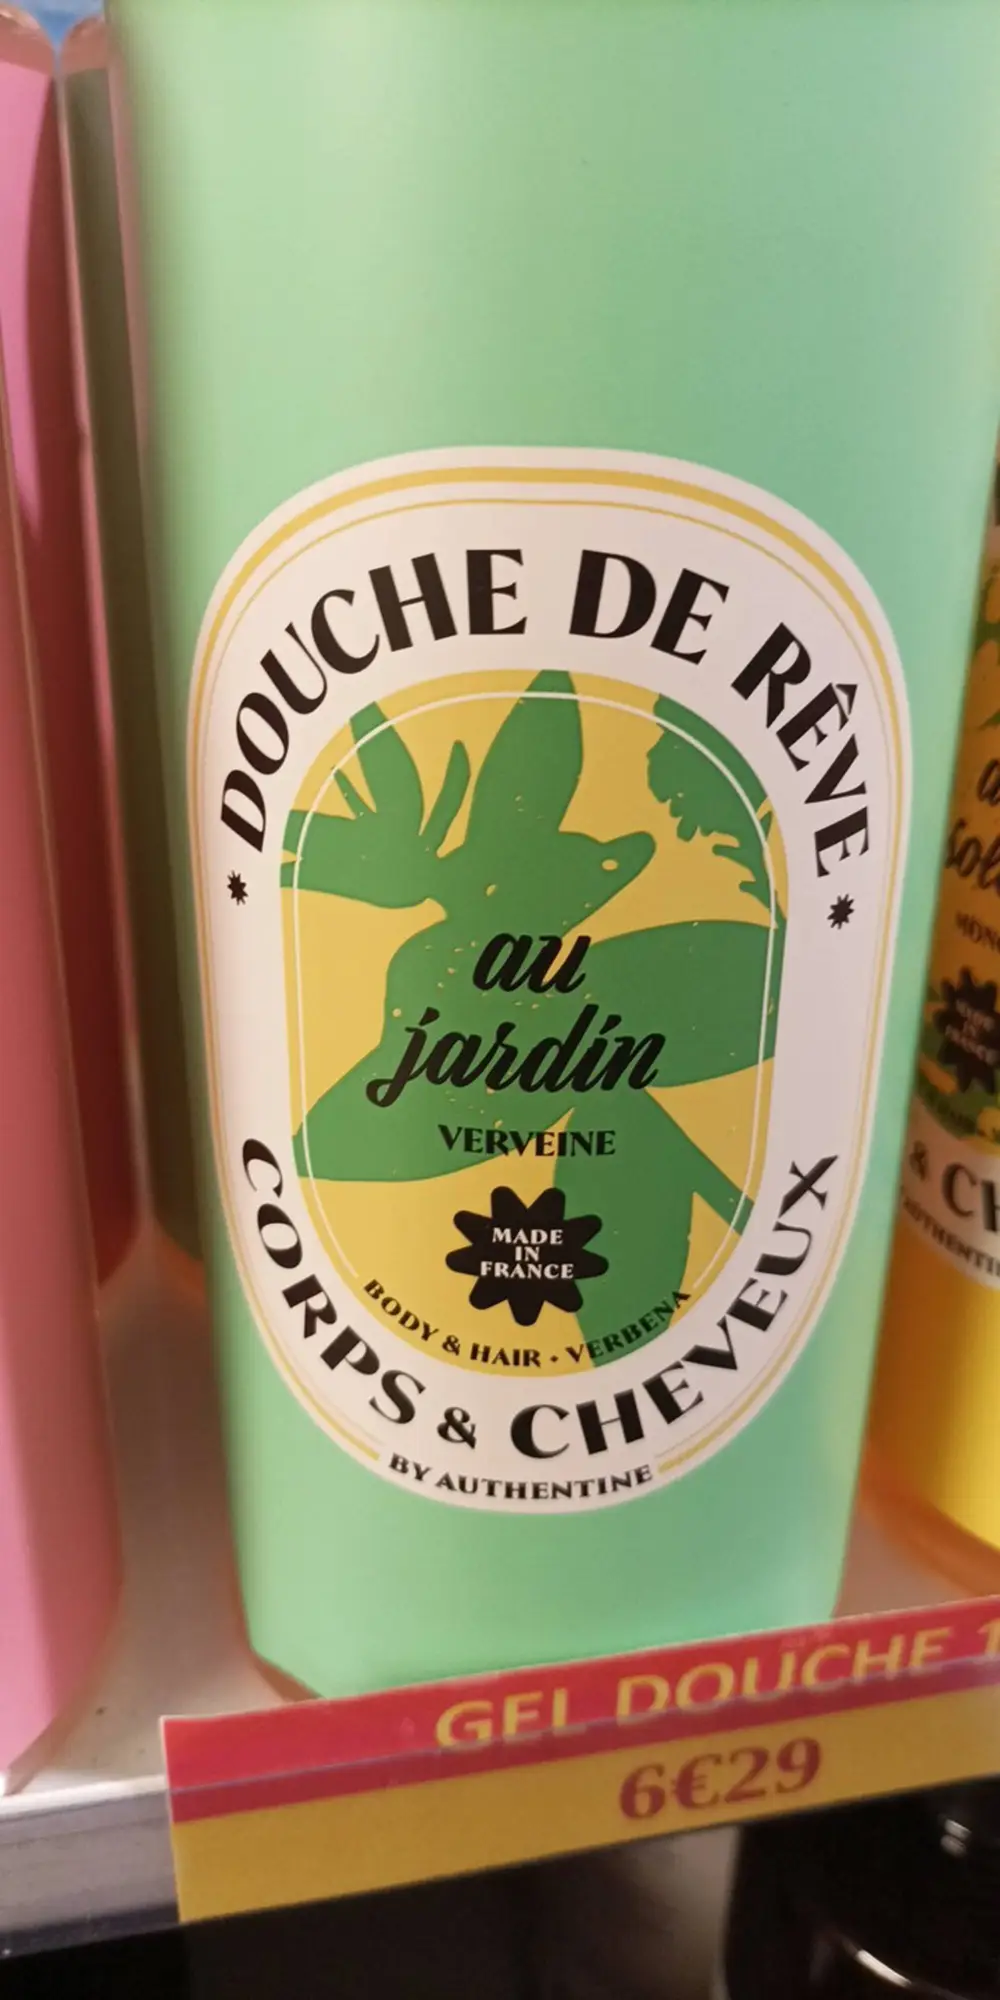 DOUCHE DE RÊVE
au
jardin
VERVEINE
MADE
IN
FRANCE
BODY & HAIR • VERBENA
CORPS & CHEVEUX
BY AUTHENTINE
GEL DOUCHE
6€29